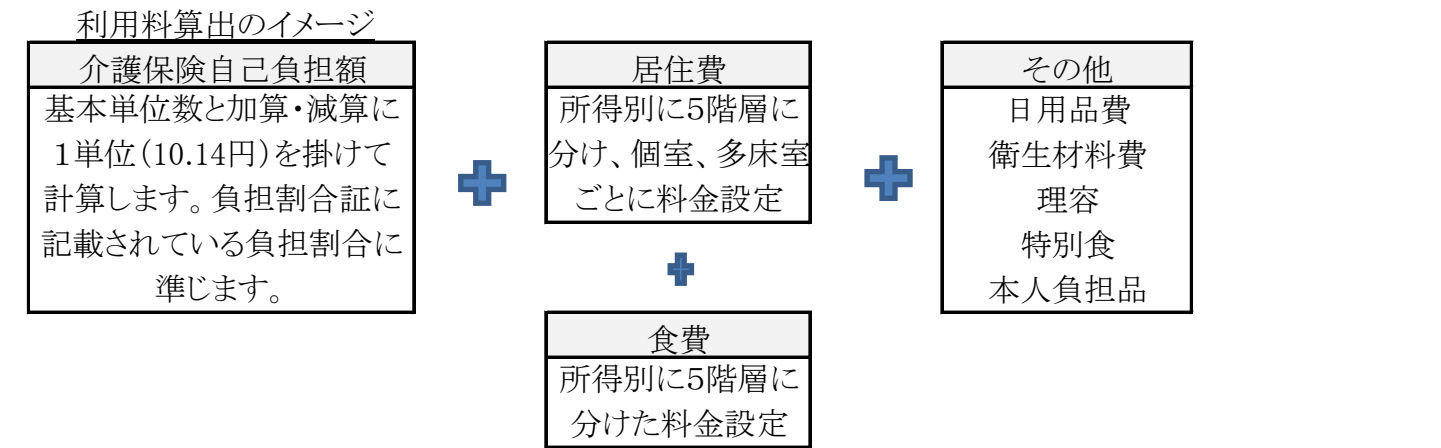 利用料算出のイメージ
介護保険自己負担額
基本単位数と加算・減算に
１単位（10.14円）を掛けて
計算します。負担割合証に
記載されている負担割合に
準じます。
居住費
所得別に５階層に
分け、個室、多床室
ごとに料金設定
食費
所得別に５階層に
分けた料金設定
その他
日用品費
衛生材料費
理容
特別食
本人負担品